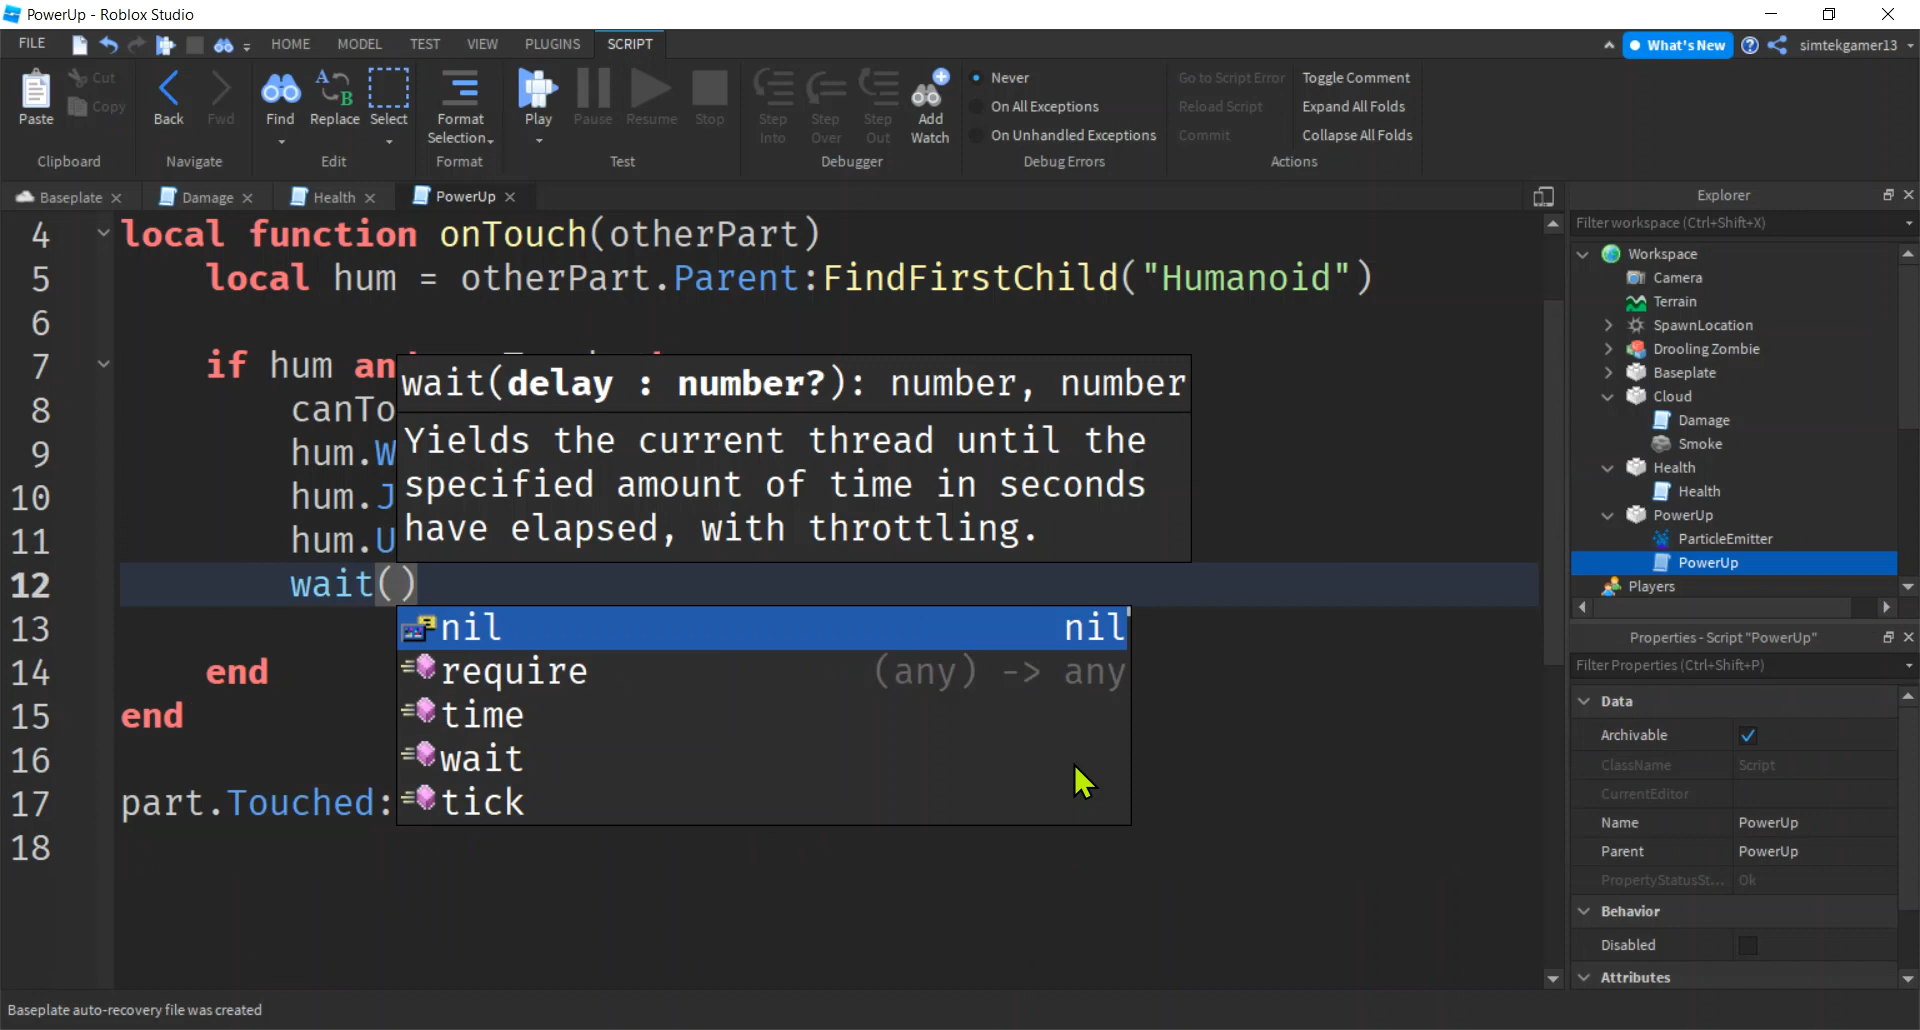 PowerUp - Roblox Studio
FILE HOME MODEL TEST VIEW PLUGINS SCRIPT What's New simtekgamer13
Paste Cut Copy Back Fwd Find Replace Select Format Selection Play Pause Resume Stop Step Into Step Over Step Out Add Watch
Never
On All Exceptions
On Unhandled Exceptions
Go to Script Error
Reload Script
Commit
Toggle Comment
Expand All Folds
Collapse All Folds
Clipboard Navigate Edit Format Test Debugger Debug Errors Actions
Baseplate Damage Health PowerUp
4 local function onTouch(otherPart)
5 local hum = otherPart.Parent:FindFirstChild("Humanoid")
6
7 if hum an
8 canTo
9 hum.W
10 hum.J
11 hum.U
12 wait()
13
14 end
15 end
16
17 part.Touched:
18
wait(delay : number?): number, number
Yields the current thread until the
specified amount of time in seconds
have elapsed, with throttling.
nil nil
require (any) -> any
time
wait
tick
Explorer
Filter workspace (Ctrl+Shift+X)
Workspace
Camera
Terrain
SpawnLocation
Drooling Zombie
Baseplate
Cloud
Damage
Smoke
Health
Health
PowerUp
ParticleEmitter
PowerUp
Players
Properties - Script "PowerUp"
Filter Properties (Ctrl+Shift+P)
Data
Archivable
ClassName Script
CurrentEditor
Name PowerUp
Parent PowerUp
PropertyStatusSt... Ok
Behavior
Disabled
Attributes
Baseplate auto-recovery file was created